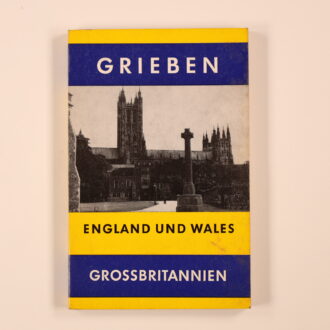 GRIEBEN
ENGLAND UND WALES
GROSSBRITANNIEN